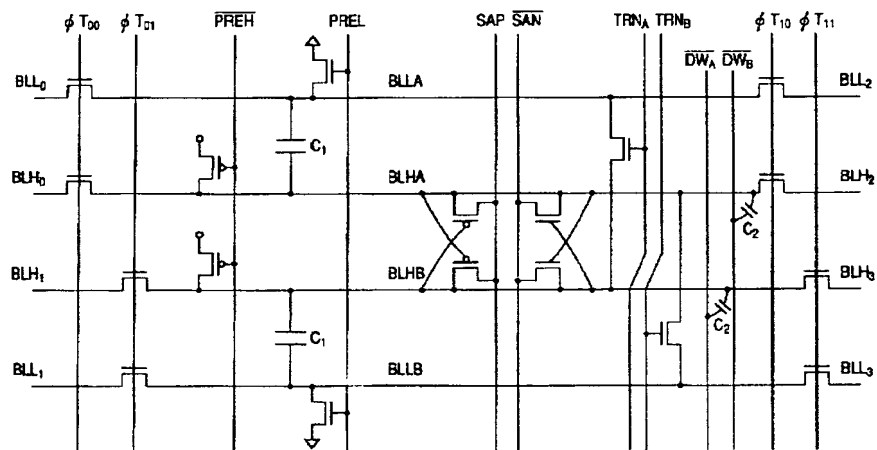 ϕ T00 ϕ T01 PREH PREL SAP SAN TRNA TRNB ϕ T10 ϕ T11
DWA DWB
BLL0 BLLA BLL2
C1
BLH0 BLHA BLH2
C2
BLH1 BLHB BLH3
C1 C2
BLL1 BLLB BLL3